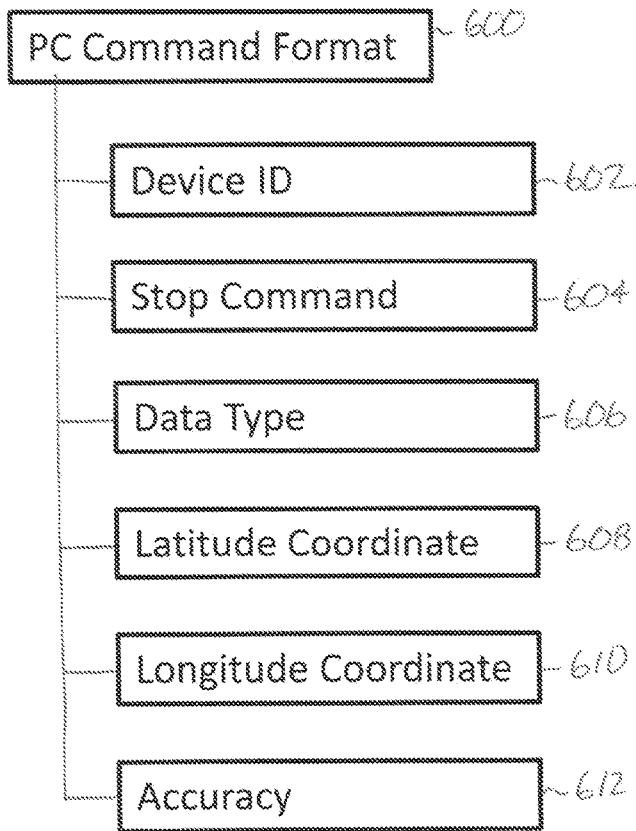 PC Command Format 600
Device ID 602
Stop Command 604
Data Type 606
Latitude Coordinate 608
Longitude Coordinate 610
Accuracy 612